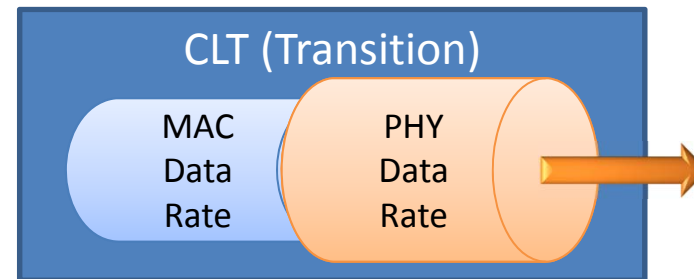 CLT (Transition)
MAC
Data
Rate
PHY
Data
Rate